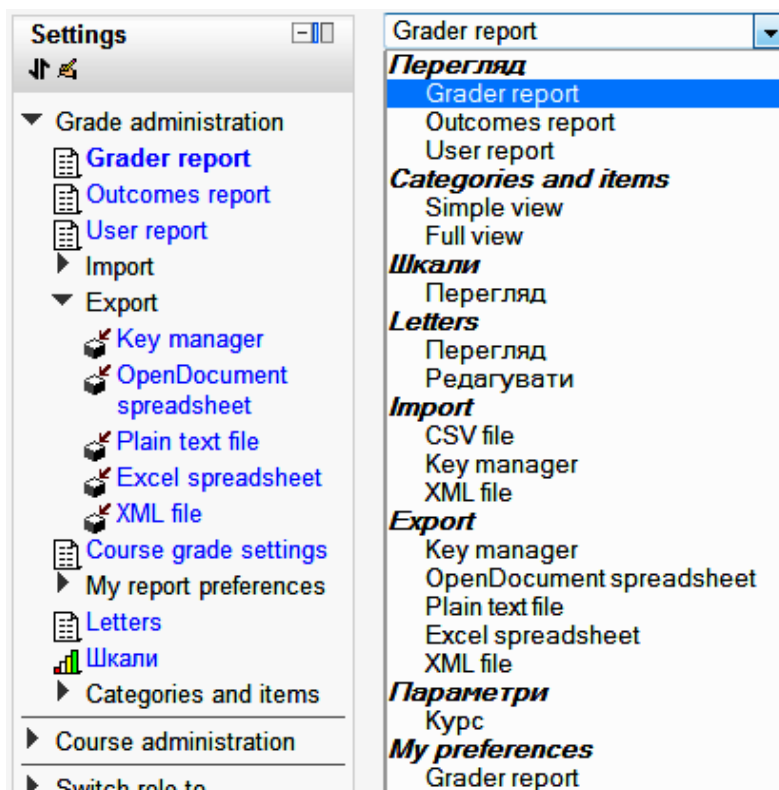 Settings
Grade administration
Grader report
Outcomes report
User report
Import
Export
Key manager
OpenDocument
spreadsheet
Plain text file
Excel spreadsheet
XML file
Course grade settings
My report preferences
Letters
Шкали
Categories and items
Course administration
Switch role to
Grader report
Перегляд
Grader report
Outcomes report
User report
Categories and items
Simple view
Full view
Шкали
Перегляд
Letters
Перегляд
Редагувати
Import
CSV file
Key manager
XML file
Export
Key manager
OpenDocument spreadsheet
Plain text file
Excel spreadsheet
XML file
Параметри
Курс
My preferences
Grader report